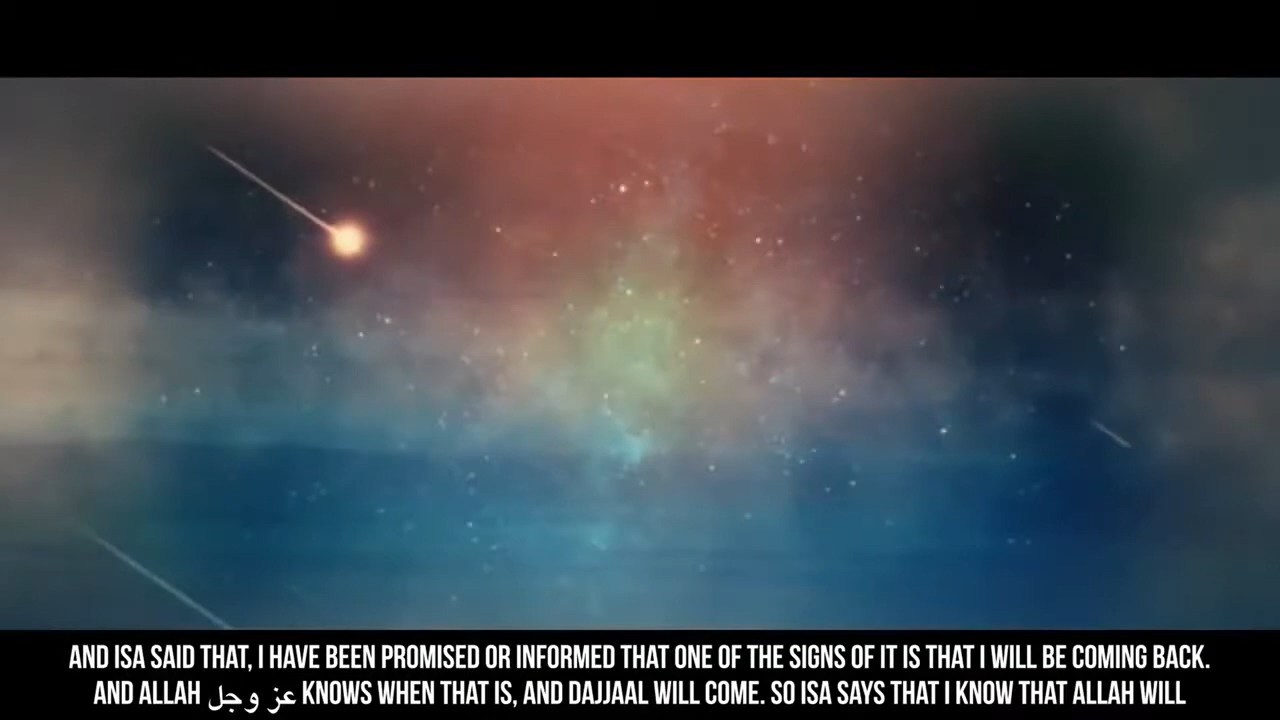 AND ISA SAID THAT, I HAVE BEEN PROMISED OR INFORMED THAT ONE OF THE SIGNS OF IT IS THAT I WILL BE COMING BACK.
AND ALLAH عز وجل KNOWS WHEN THAT IS, AND DAJJAAL WILL COME. SO ISA SAYS THAT I KNOW THAT ALLAH WILL